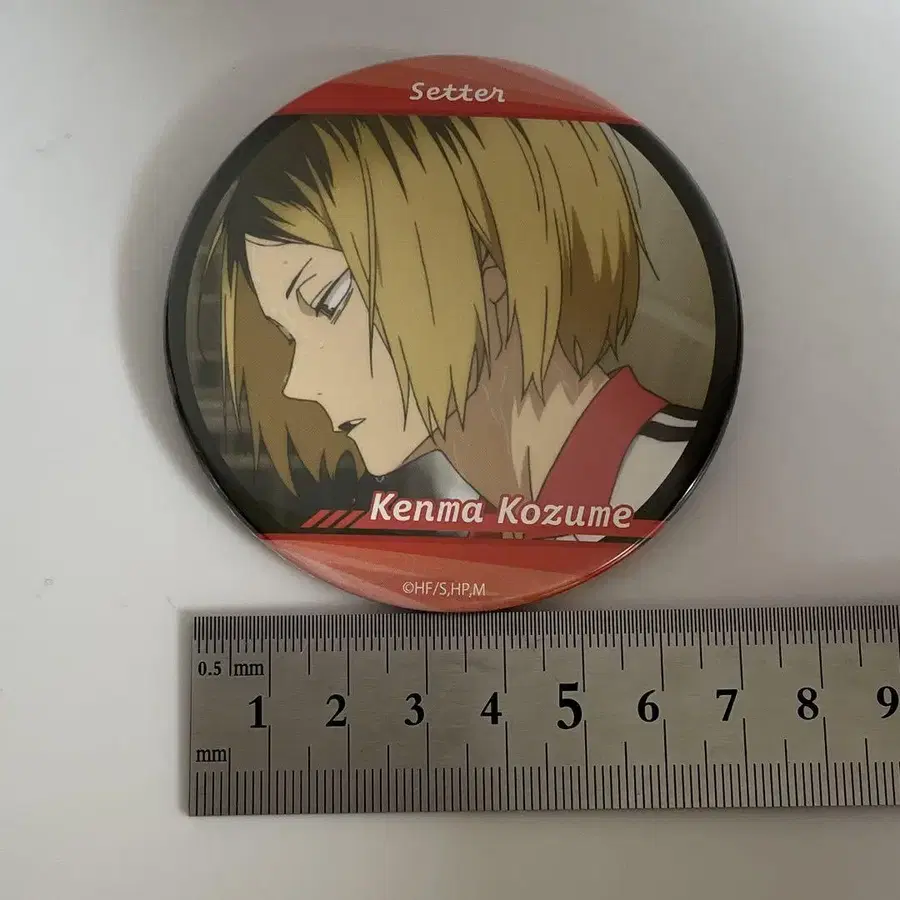 Setter
Kenma Kozume
©HF/S,HP,M
0.5 mm
1 2 3 4 5 6 7 8 9
mm